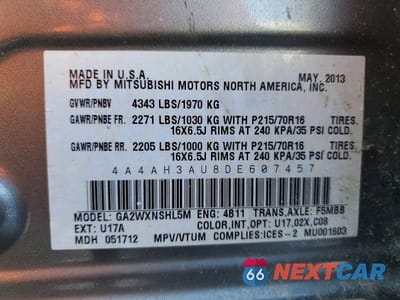 MADE IN U.S.A. MAY, 2013
MFD BY MITSUBISHI MOTORS NORTH AMERICA, INC.
GVWR/PNBV 4343 LBS/1970 KG
GAWR/PNBE FR. 2271 LBS/1030 KG WITH P215/70R16 TIRES.
16X6.5J RIMS AT 240 KPA/35 PSI COLD.
GAWR/PNBE RR. 2205 LBS/1000 KG WITH P215/70R16 TIRES.
16X6.5J RIMS AT 240 KPA/35 PSI COLD.
4A4AH3AU8DE607457
MODEL: GA2WXNSHL5M ENG: 4B11 TRANS,AXLE: F5MBB
EXT: U17A COLOR,INT,OPT: U17,02X,C08
MDH 051712 MPV/VTUM COMPLIES:ICES-2 MU001603
66 NEXTCAR